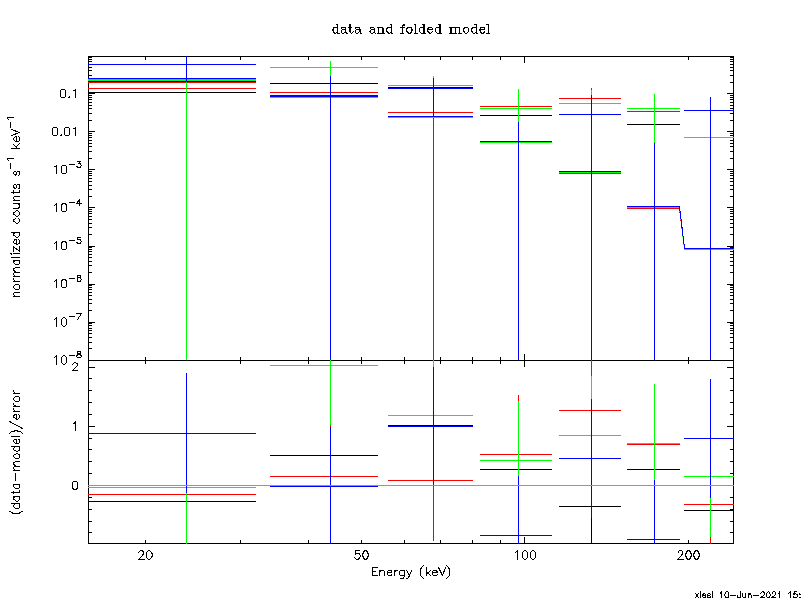 data and folded model
normalized counts s⁻¹ keV⁻¹
0.1
0.01
10⁻³
10⁻⁴
10⁻⁵
10⁻⁶
10⁻⁷
10⁻⁸
(data-model)/error
2
1
0
20 50 100 200
Energy (keV)
xlesl 10-Jun-2021 15: